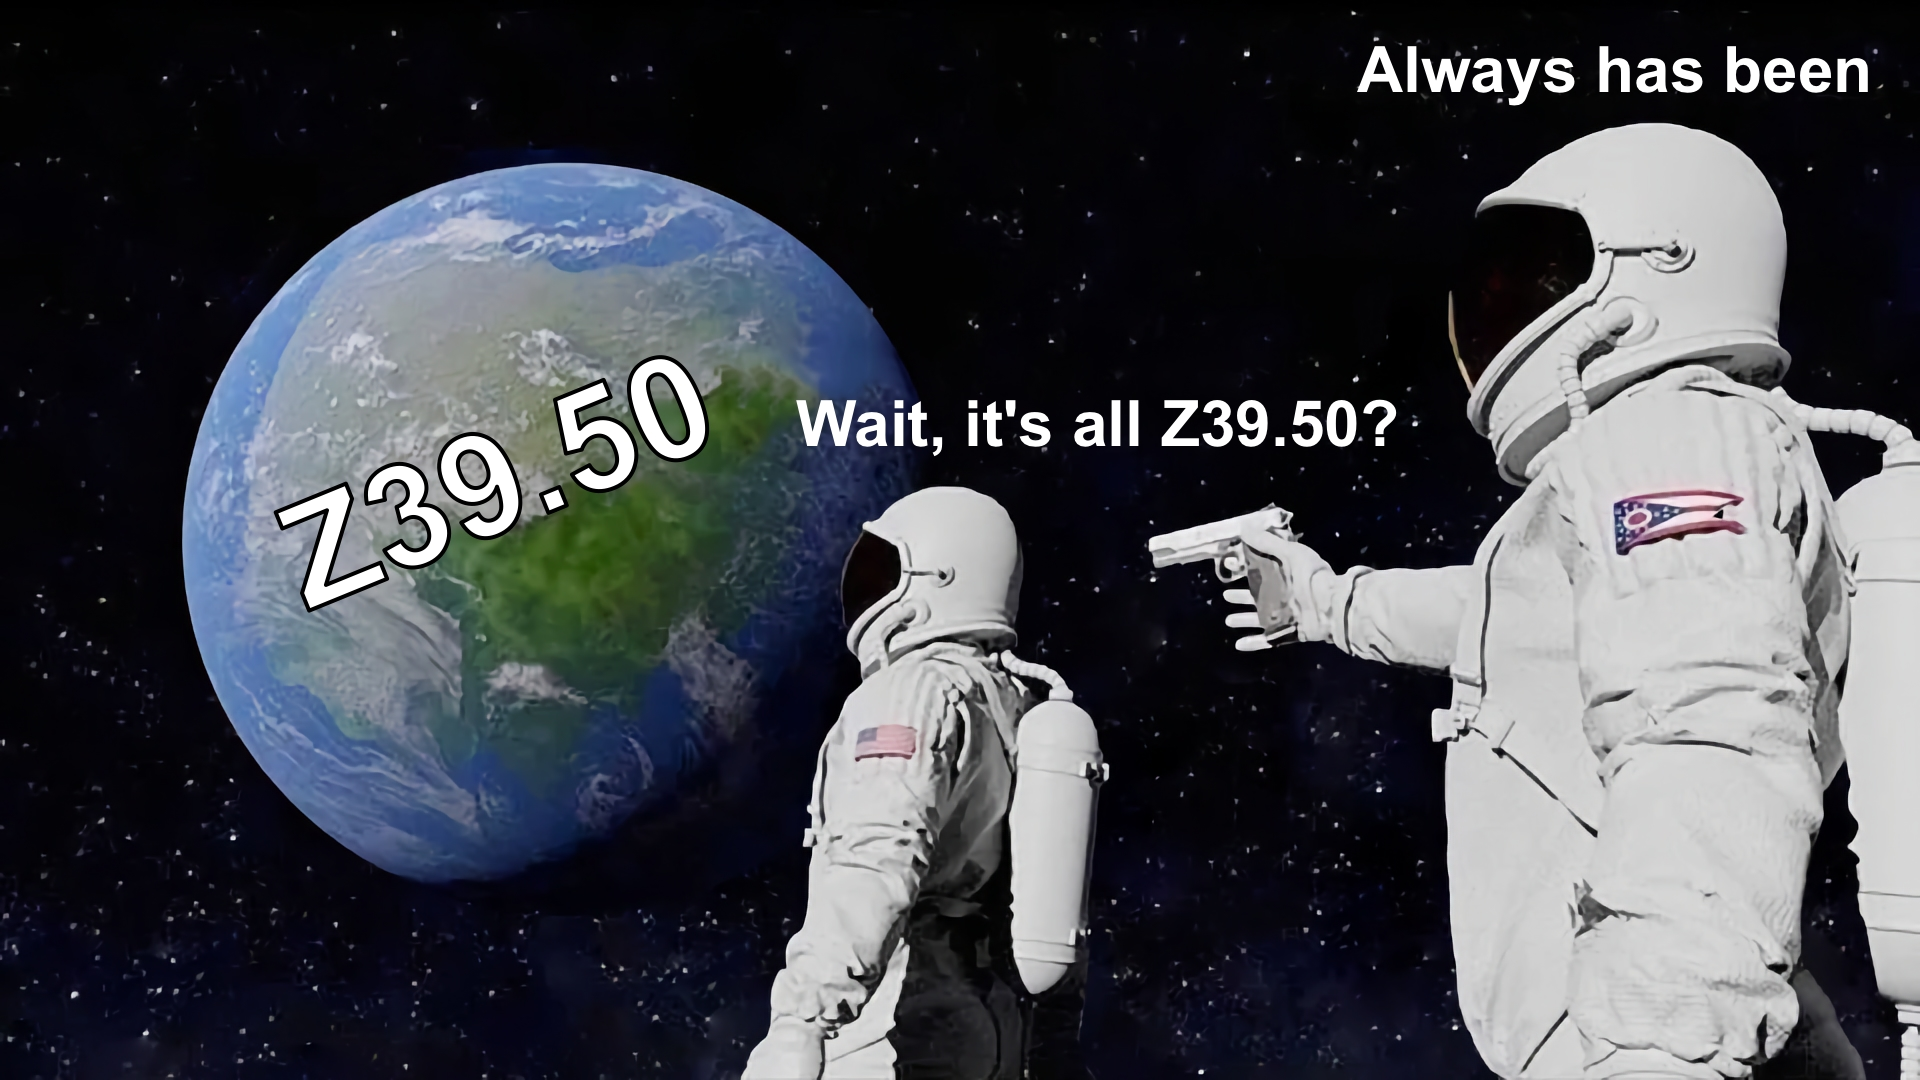 Always has been
Wait, it's all Z39.50?
Z39.50